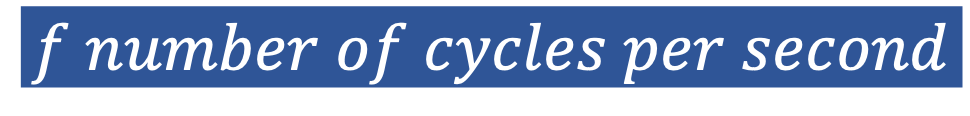 f number of cycles per second